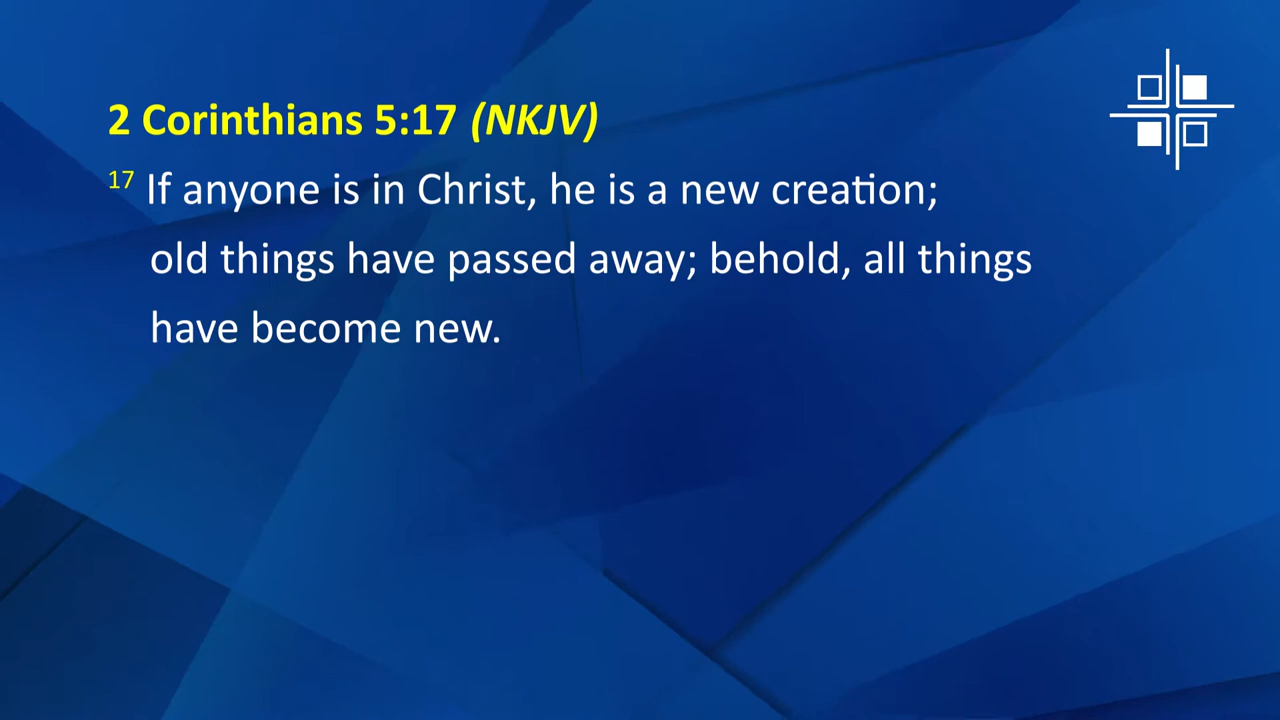 2 Corinthians 5:17 (NKJV)
17 If anyone is in Christ, he is a new creation;
old things have passed away; behold, all things
have become new.